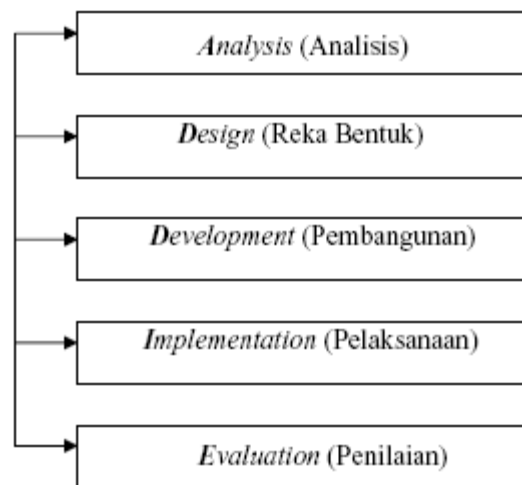 Analysis (Analisis)
Design (Reka Bentuk)
Development (Pembangunan)
Implementation (Pelaksanaan)
Evaluation (Penilaian)